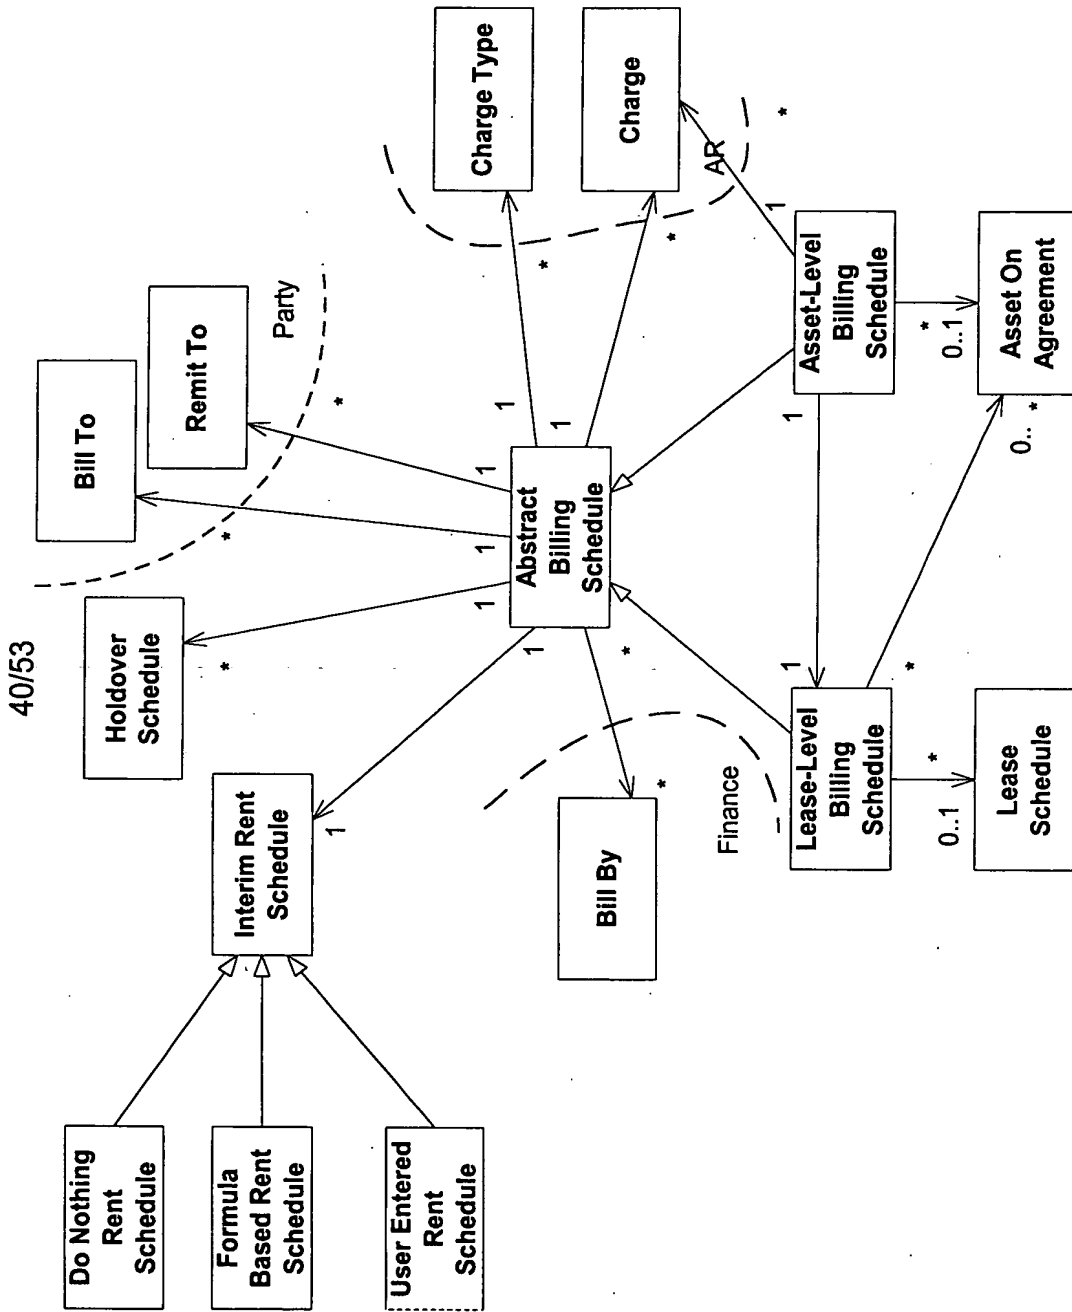 40/53
Do Nothing
Rent
Schedule
Holdover
Schedule
Bill To
Remit To
*
*
*
Party
Formula
Based Rent
Schedule
Interim Rent
Schedule
1
User Entered
Rent
Schedule
Charge Type
1
1
1
1
1
*
1
Abstract
Billing
Schedule
Bill By
*
*
Charge
1
*
AR
Finance
1
*
Lease-Level
Billing
Schedule
1
1
Asset-Level
Billing
Schedule
0..1
*
*
0..1
*
Lease
Schedule
0.. *
Asset On
Agreement